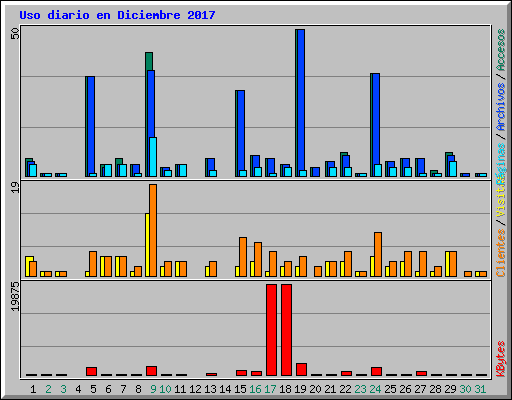 Uso diario en Diciembre 2017
50
19
19875
Accesos
/ Archivos /
Páginas
Visitas
Clientes /
KBytes
1 2 3 4 5 6 7 8 9 10 11 12 13 14 15 16 17 18 19 20 21 22 23 24 25 26 27 28 29 30 31